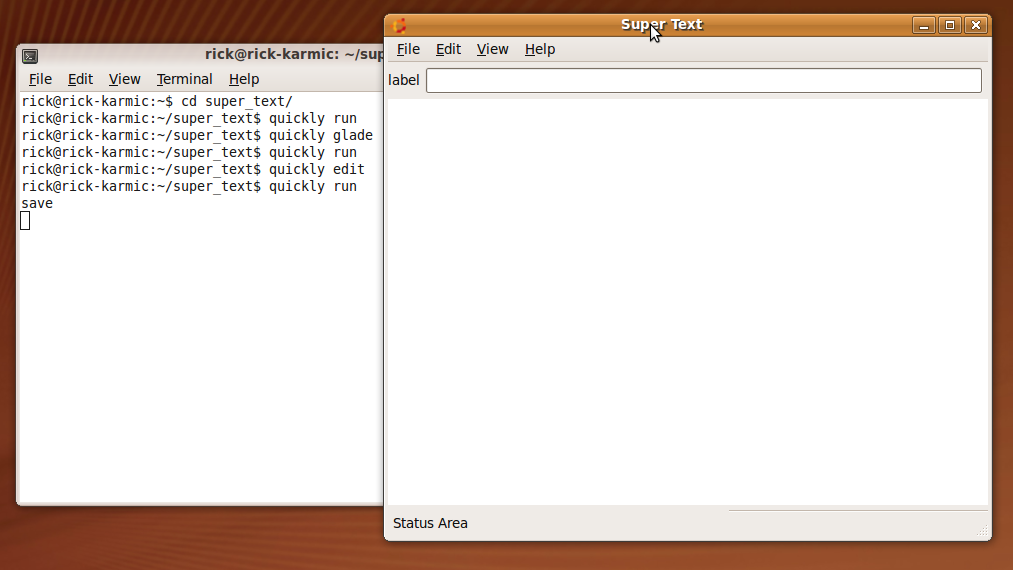 rick@rick-karmic: ~/sup
File Edit View Terminal Help
rick@rick-karmic:~$ cd super_text/
rick@rick-karmic:~/super_text$ quickly run
rick@rick-karmic:~/super_text$ quickly glade
rick@rick-karmic:~/super_text$ quickly run
rick@rick-karmic:~/super_text$ quickly edit
rick@rick-karmic:~/super_text$ quickly run
save
Super Text
File Edit View Help
label
Status Area